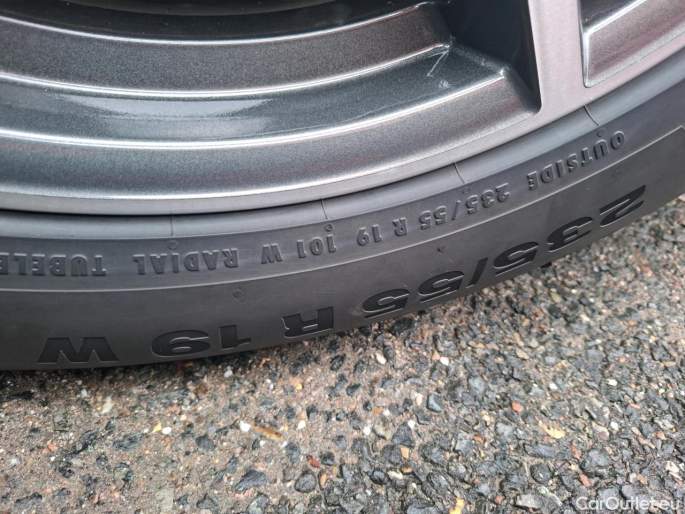 OUTSIDE 235/55 R 19 101 W RADIAL TUBELE
235/55 R 19 W
CarOutlet.eu